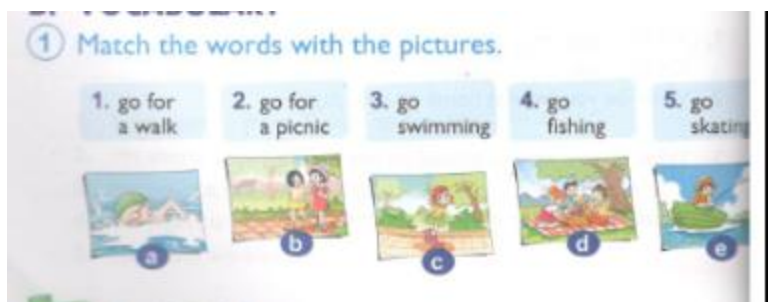 1 Match the words with the pictures.
1. go for
a walk
2. go for
a picnic
3. go
swimming
4. go
fishing
5. go
skating
a
b
c
d
e